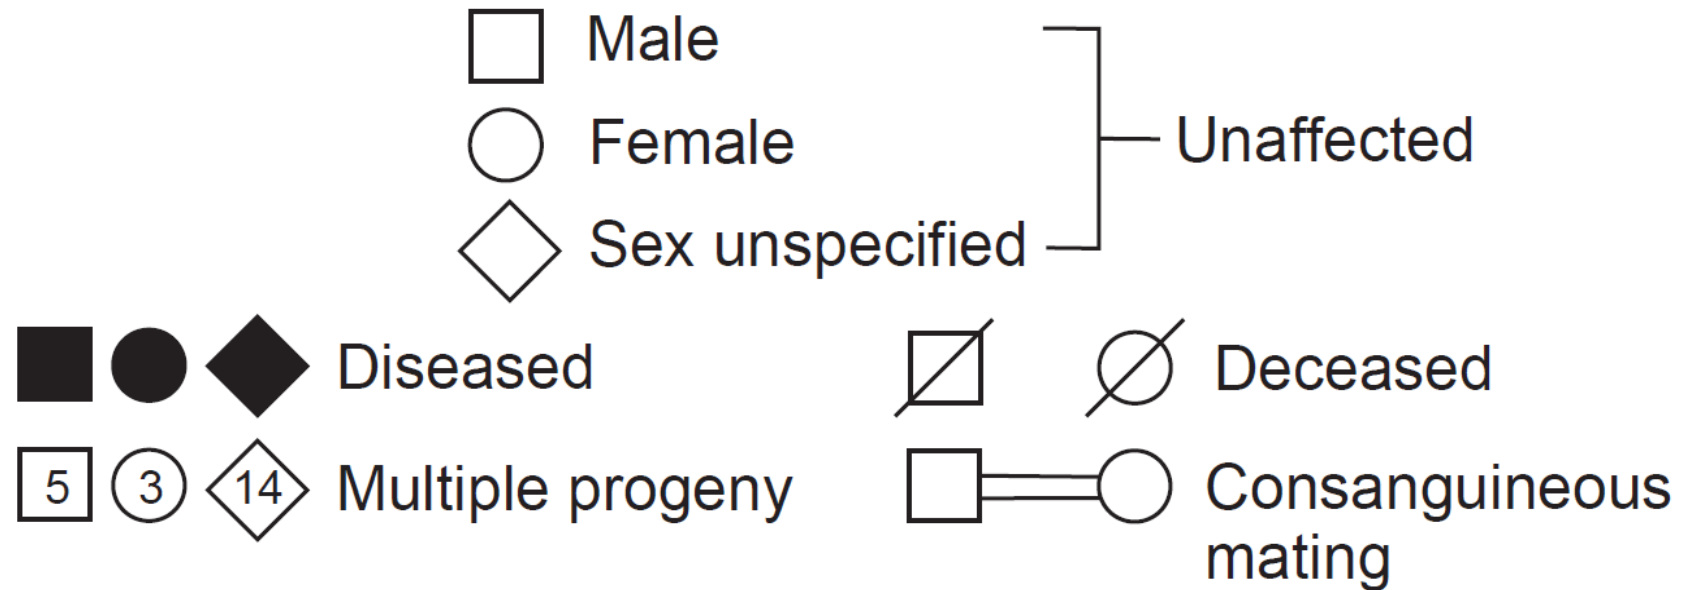 Male
Female
Unaffected
Sex unspecified
Diseased
Deceased
5 3 14 Multiple progeny
Consanguineous
mating